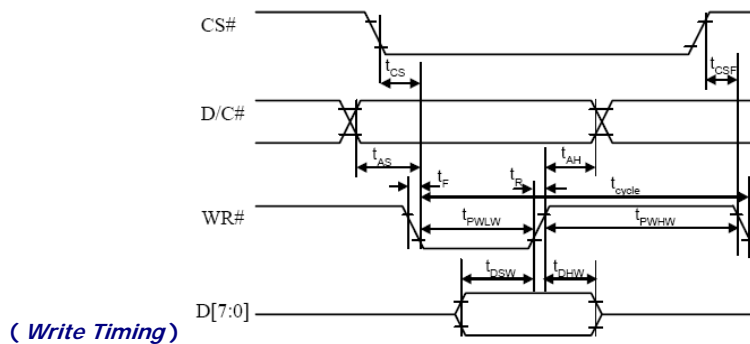 CS#
tCS
tCSF
D/C#
tAS
tAH
tF
tR
tcycle
WR#
tPWLW
tPWHW
tDSW
tDHW
D[7:0]
( Write Timing )